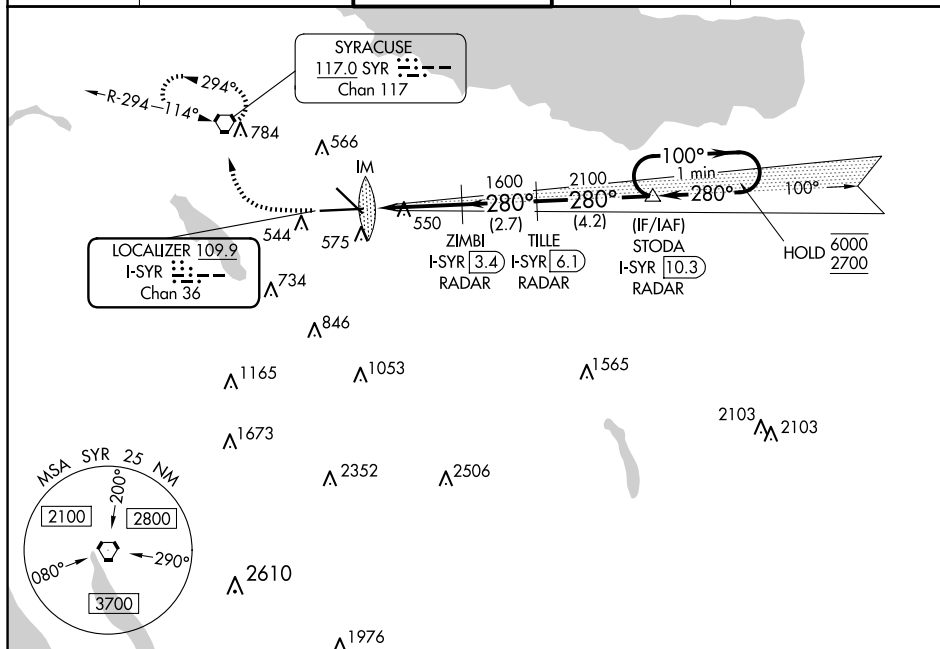 SYRACUSE
117.0 SYR
Chan 117
294°
R-294
114°
784
566
IM
1600
2100
100°
1 min
280°
280°
280°
100°
(2.7)
(4.2)
550
544
575
LOCALIZER 109.9
I-SYR
Chan 36
ZIMBI
I-SYR 3.4
RADAR
TILLE
I-SYR 6.1
RADAR
(IF/IAF)
STODA
I-SYR 10.3
RADAR
HOLD 6000
2700
734
846
1165
1053
1565
1673
2103
2103
2352
2506
MSA SYR 25 NM
200°
2100
2800
080°
290°
3700
2610
1976